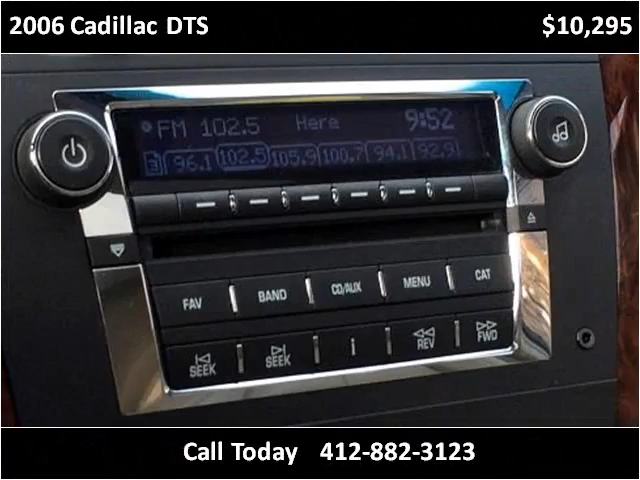 2006 Cadillac DTS $10,295
FM 102.5 Here 9:52
96.1 102.5 105.9 100.7 94.1 92.9
FAV BAND CD/AUX MENU CAT
SEEK SEEK i REV FWD
Call Today 412-882-3123